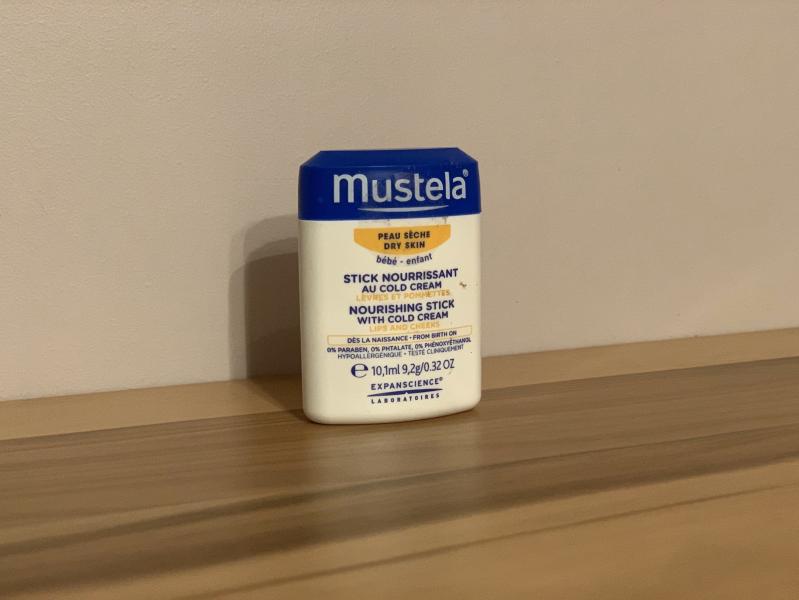 mustela®
PEAU SÈCHE
DRY SKIN
bébé - enfant
STICK NOURRISSANT
AU COLD CREAM
LÈVRES ET POMMETTES
NOURISHING STICK
WITH COLD CREAM
LIPS AND CHEEKS
DÈS LA NAISSANCE • FROM BIRTH ON
0% PARABEN, 0% PHTALATE, 0% PHÉNOXYÉTHANOL
HYPOALLERGÉNIQUE • TESTÉ CLINIQUEMENT
℮ 10,1ml 9,2g/0.32 OZ
EXPANSCIENCE®
LABORATOIRES